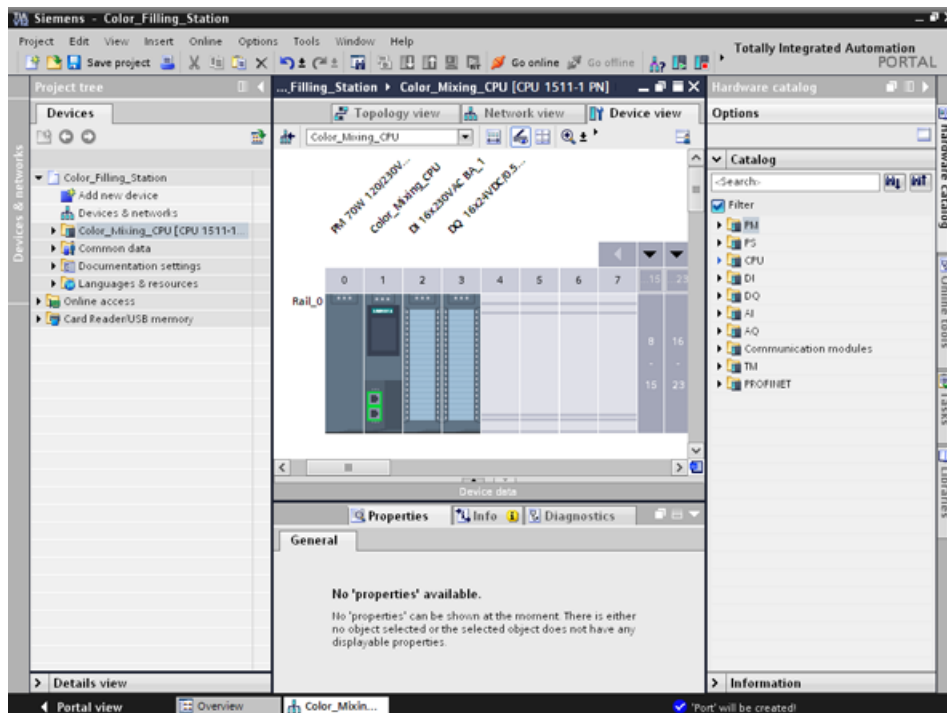 Siemens - Color_Filling_Station
Project Edit View Insert Online Options Tools Window Help
Totally Integrated Automation
PORTAL
Save project
Go online
Go offline
Project tree
Devices
Color_Filling_Station
Add new device
Devices & networks
Color_Mixing_CPU [CPU 1511-1...
Common data
Documentation settings
Languages & resources
Online access
Card Reader/USB memory
Details view
Devices & networks
..._Filling_Station ▸ Color_Mixing_CPU [CPU 1511-1 PN]
Topology view
Network view
Device view
Color_Mixing_CPU
PM 70W 120/230V...
Color_Mixing_CPU
DI 16x230VAC BA_1
DQ 16x24VDC/0.5...
0 1 2 3 4 5 6 7 15 23
Rail_0
8 16
- -
15 23
Device data
Properties
Info
Diagnostics
General
No 'properties' available.
No 'properties' can be shown at the moment. There is either
no object selected or the selected object does not have any
displayable properties.
Hardware catalog
Options
Catalog
<Search>
Filter
PM
PS
CPU
DI
DQ
AI
AQ
Communication modules
TM
PROFINET
Information
Hardware catalog
Online tools
Tasks
Libraries
Portal view
Overview
Color_Mixin...
'Port' will be created!